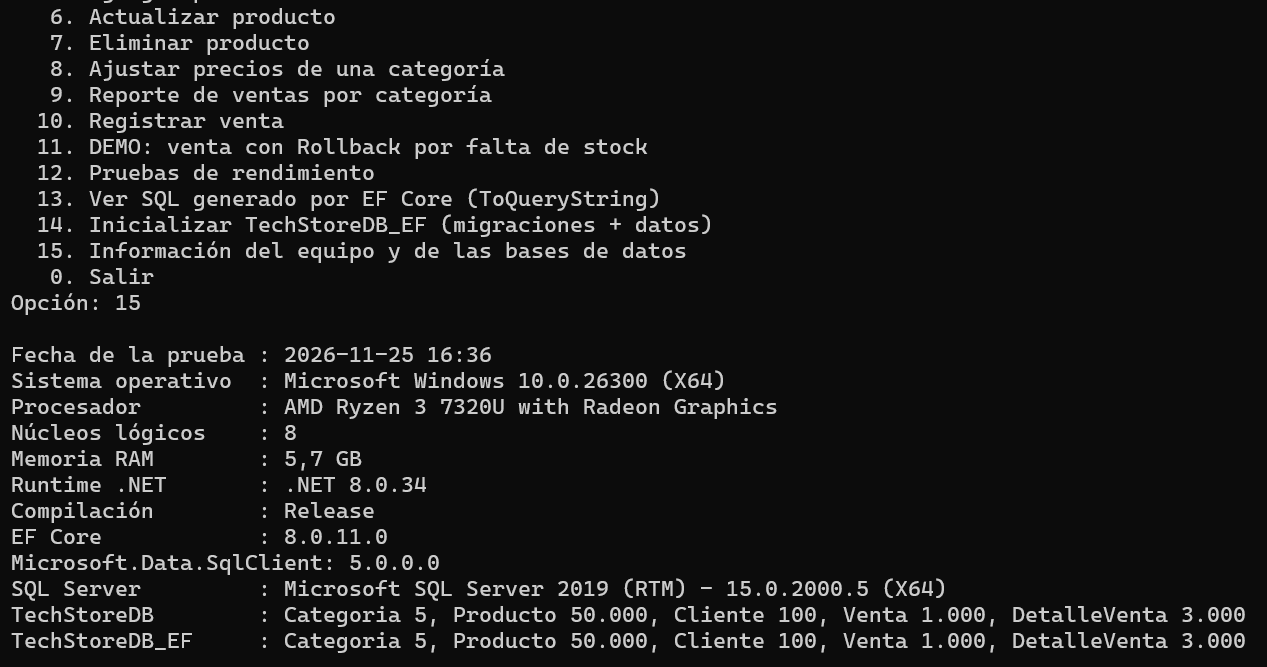 6. Actualizar producto
7. Eliminar producto
8. Ajustar precios de una categoría
9. Reporte de ventas por categoría
10. Registrar venta
11. DEMO: venta con Rollback por falta de stock
12. Pruebas de rendimiento
13. Ver SQL generado por EF Core (ToQueryString)
14. Inicializar TechStoreDB_EF (migraciones + datos)
15. Información del equipo y de las bases de datos
0. Salir
Opción: 15
Fecha de la prueba : 2026-11-25 16:36
Sistema operativo : Microsoft Windows 10.0.26300 (X64)
Procesador : AMD Ryzen 3 7320U with Radeon Graphics
Núcleos lógicos : 8
Memoria RAM : 5,7 GB
Runtime .NET : .NET 8.0.34
Compilación : Release
EF Core : 8.0.11.0
Microsoft.Data.SqlClient: 5.0.0.0
SQL Server : Microsoft SQL Server 2019 (RTM) - 15.0.2000.5 (X64)
TechStoreDB : Categoria 5, Producto 50.000, Cliente 100, Venta 1.000, DetalleVenta 3.000
TechStoreDB_EF : Categoria 5, Producto 50.000, Cliente 100, Venta 1.000, DetalleVenta 3.000